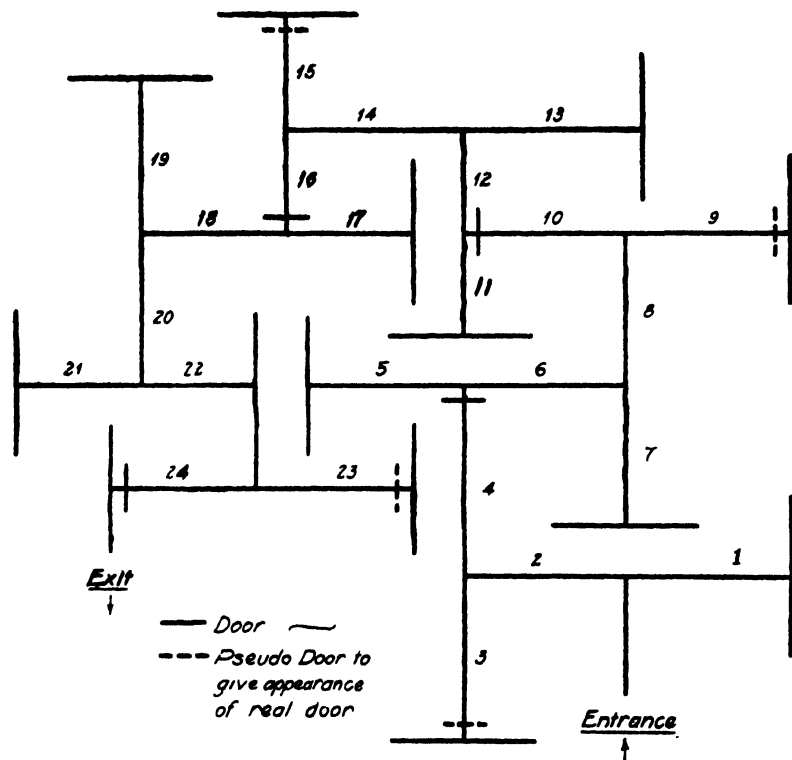 15
14 13
19
16 12
18 17 10 9
11
20 8
21 22 5 6
7
24 23 4
Exit
2 1
Door
3
Pseudo Door to
give appearance
of real door
Entrance